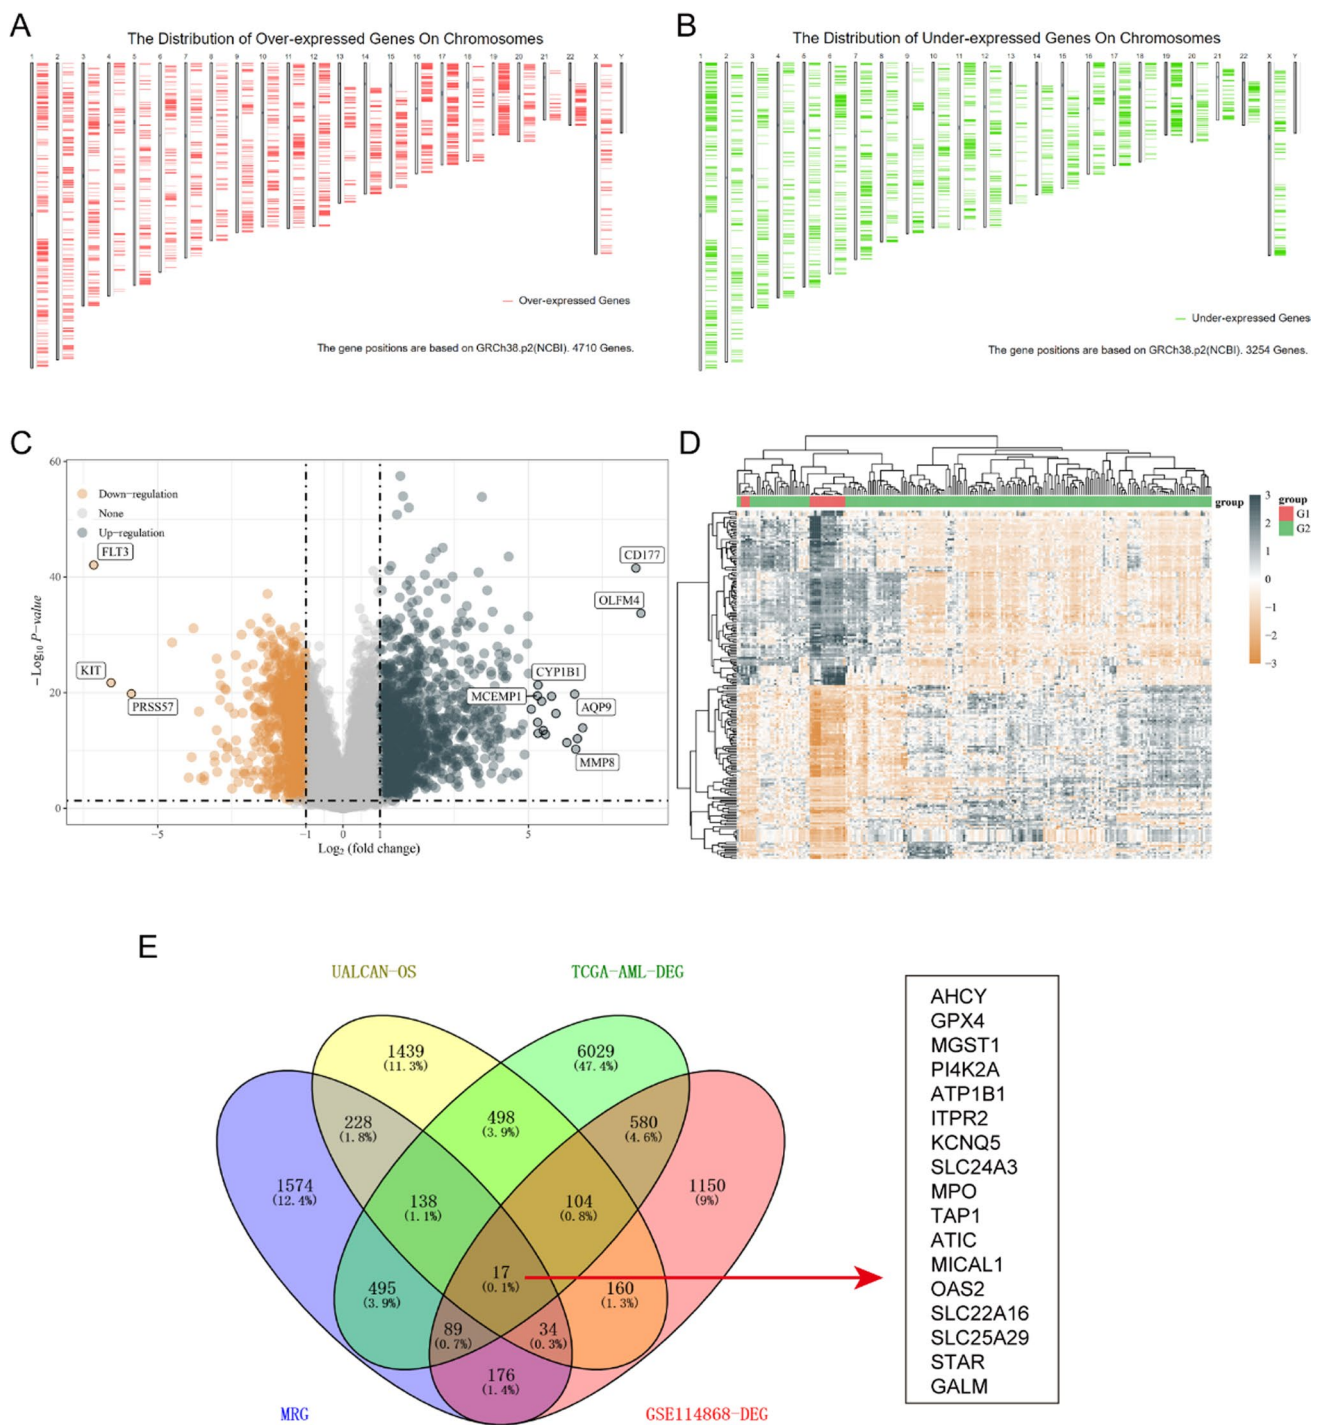 A
The Distribution of Over-expressed Genes On Chromosomes
1 2 3 4 5 6 7 8 9 10 11 12 13 14 15 16 17 18 19 20 21 22 X Y
Over-expressed Genes
The gene positions are based on GRCh38.p2(NCBI). 4710 Genes.
B
The Distribution of Under-expressed Genes On Chromosomes
1 2 3 4 5 6 7 8 9 10 11 12 13 14 15 16 17 18 19 20 21 22 X Y
Under-expressed Genes
The gene positions are based on GRCh38.p2(NCBI). 3254 Genes.
C
60
40
20
0
−Log10 P−value
Down−regulation
None
Up−regulation
FLT3
KIT
PRSS57
CD177
OLFM4
CYP1B1
MCEMP1
AQP9
MMP8
−5 −1 0 1 5
Log2 (fold change)
D
group
3
2
1
0
−1
−2
−3
group
G1
G2
E
UALCAN-OS
TCGA-AML-DEG
1439
(11.3%)
6029
(47.4%)
228
(1.8%)
498
(3.9%)
580
(4.6%)
1574
(12.4%)
138
(1.1%)
104
(0.8%)
1150
(9%)
17
(0.1%)
495
(3.9%)
160
(1.3%)
89
(0.7%)
34
(0.3%)
176
(1.4%)
MRG
GSE114868-DEG
AHCY
GPX4
MGST1
PI4K2A
ATP1B1
ITPR2
KCNQ5
SLC24A3
MPO
TAP1
ATIC
MICAL1
OAS2
SLC22A16
SLC25A29
STAR
GALM